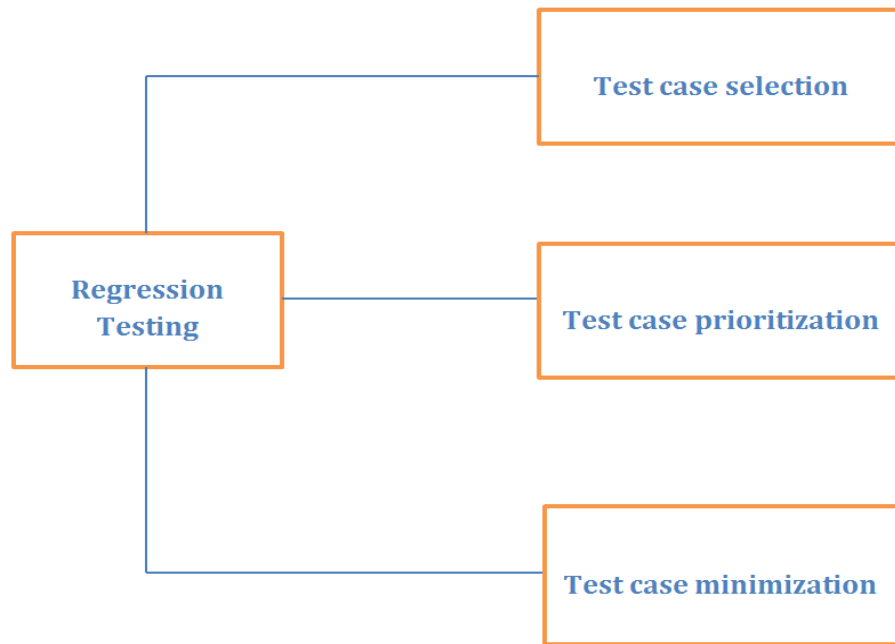 Test case selection
Regression
Testing
Test case prioritization
Test case minimization